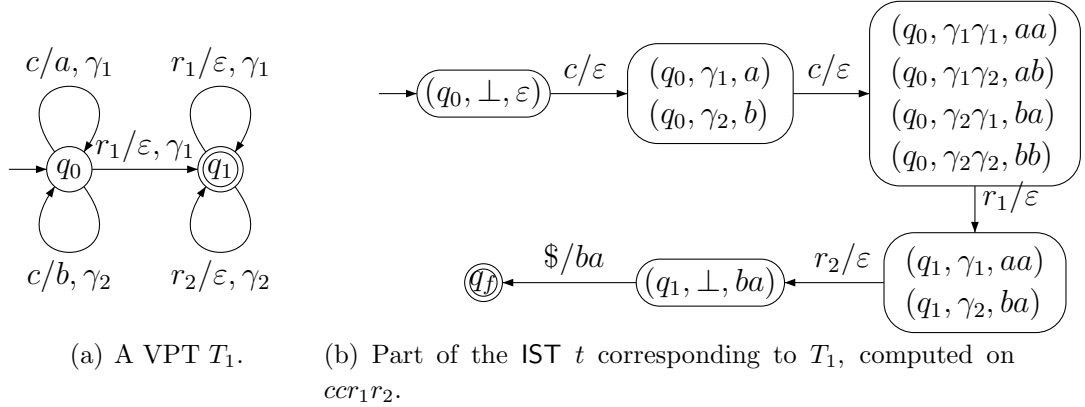 c/a, γ₁
r₁/ε, γ₁
q₀
r₁/ε, γ₁
q₁
c/b, γ₂
r₂/ε, γ₂
(a) A VPT T₁.
(q₀, ⊥, ε)
c/ε
(q₀, γ₁, a)
(q₀, γ₂, b)
c/ε
(q₀, γ₁γ₁, aa)
(q₀, γ₁γ₂, ab)
(q₀, γ₂γ₁, ba)
(q₀, γ₂γ₂, bb)
r₁/ε
(q₁, γ₁, aa)
(q₁, γ₂, ba)
r₂/ε
(q₁, ⊥, ba)
$/ba
q_f
(b) Part of the IST t corresponding to T₁, computed on
ccr₁r₂.